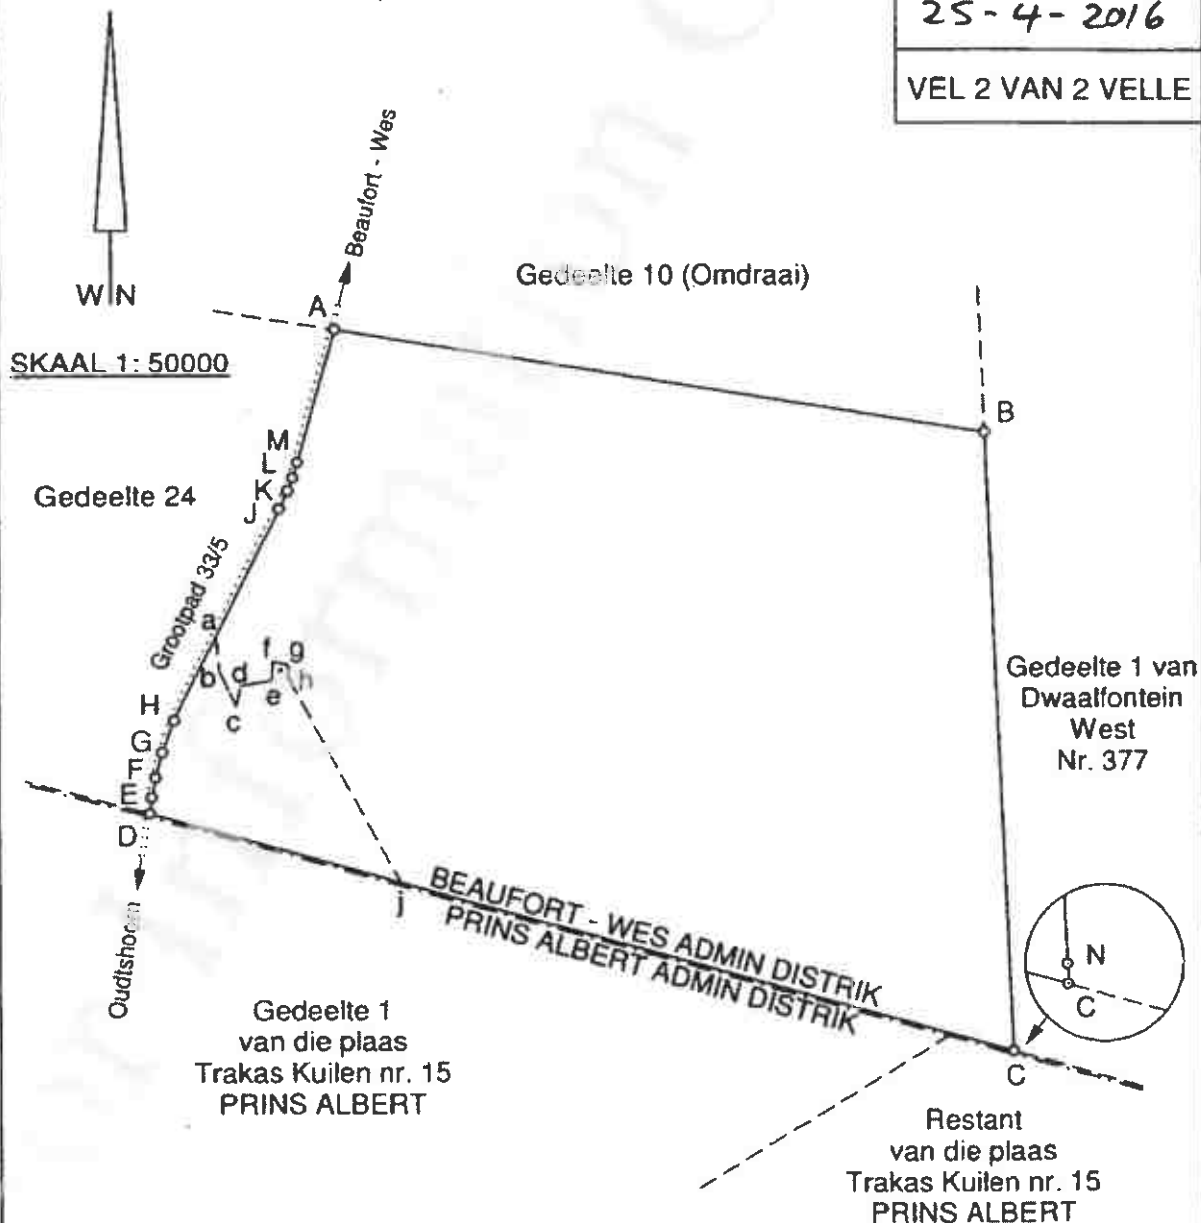 25-4-2016
VEL 2 VAN 2 VELLE
Beaufort - Wes
Gedeelte 10 (Omdraai)
W N
A
SKAAL 1: 50000
B
M
L
K
J
Gedeelte 24
Grootpad 33/5
a
b
c
d
e
f
g
h
H
G
F
E
D
Gedeelte 1 van
Dwaalfontein
West
Nr. 377
j
BEAUFORT - WES ADMIN DISTRIK
PRINS ALBERT ADMIN DISTRIK
Oudtshoorn
N
C
C
Gedeelte 1
van die plaas
Trakas Kuilen nr. 15
PRINS ALBERT
Restant
van die plaas
Trakas Kuilen nr. 15
PRINS ALBERT